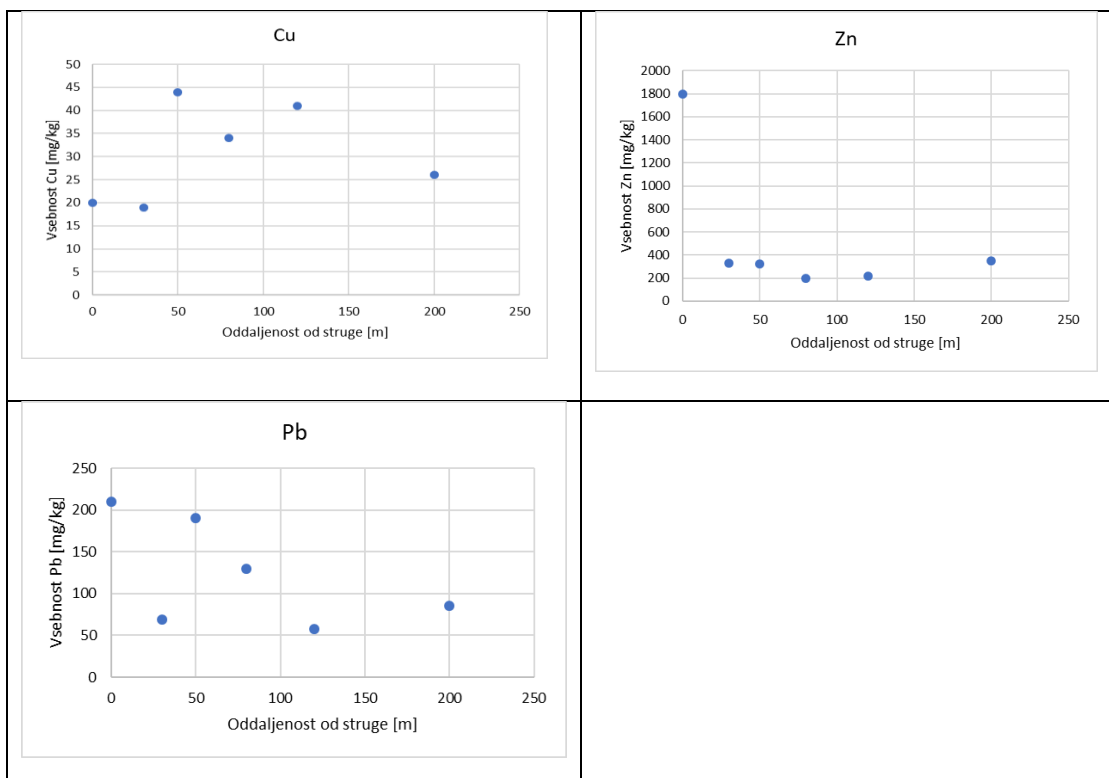 Cu
Vsebnost Cu [mg/kg]
50
45
40
35
30
25
20
15
10
5
0
0 50 100 150 200 250
Oddaljenost od struge [m]
Zn
Vsebnost Zn [mg/kg]
2000
1800
1600
1400
1200
1000
800
600
400
200
0
0 50 100 150 200 250
Oddaljenost od struge [m]
Pb
Vsebnost Pb [mg/kg]
250
200
150
100
50
0
0 50 100 150 200 250
Oddaljenost od struge [m]